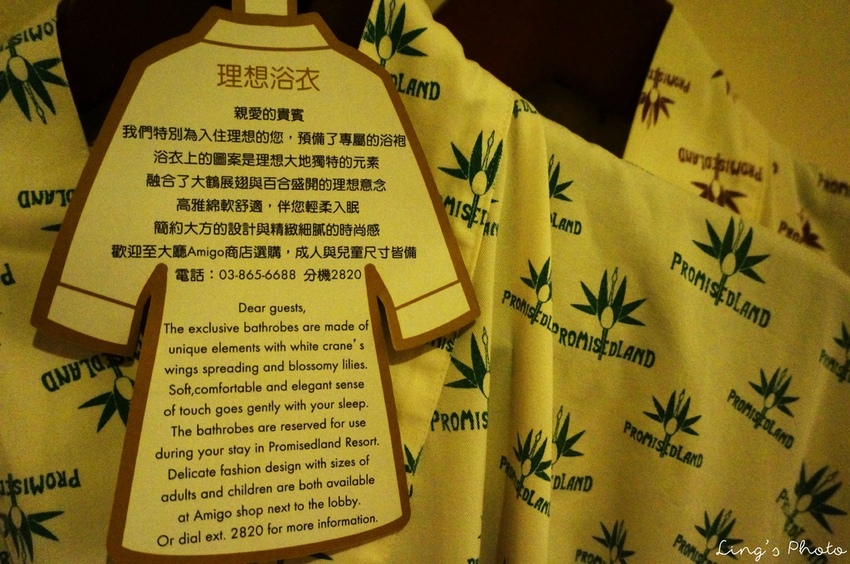 理想浴衣
親愛的貴賓
我們特別為入住理想的您，預備了專屬的浴袍
浴衣上的圖案是理想大地獨特的元素
融合了大鶴展翅與百合盛開的理想意念
高雅綿軟舒適，伴您輕柔入眠
簡約大方的設計與精緻細膩的時尚感
歡迎至大廳Amigo商店選購，成人與兒童尺寸皆備
電話：03-865-6688 分機2820
Dear guests,
The exclusive bathrobes are made of
unique elements with white crane's
wings spreading and blossomy lilies.
Soft,comfortable and elegant sense
of touch goes gently with your sleep.
The bathrobes are reserved for use
during your stay in Promisedland Resort.
Delicate fashion design with sizes of
adults and children are both available
at Amigo shop next to the lobby.
Or dial ext. 2820 for more information.
PROMISEDLAND
PROMISEDLAND
PROMISEDLAND
PROMISEDLAND
PROMISEDLAND
PROMISEDLAND
Ling's Photo